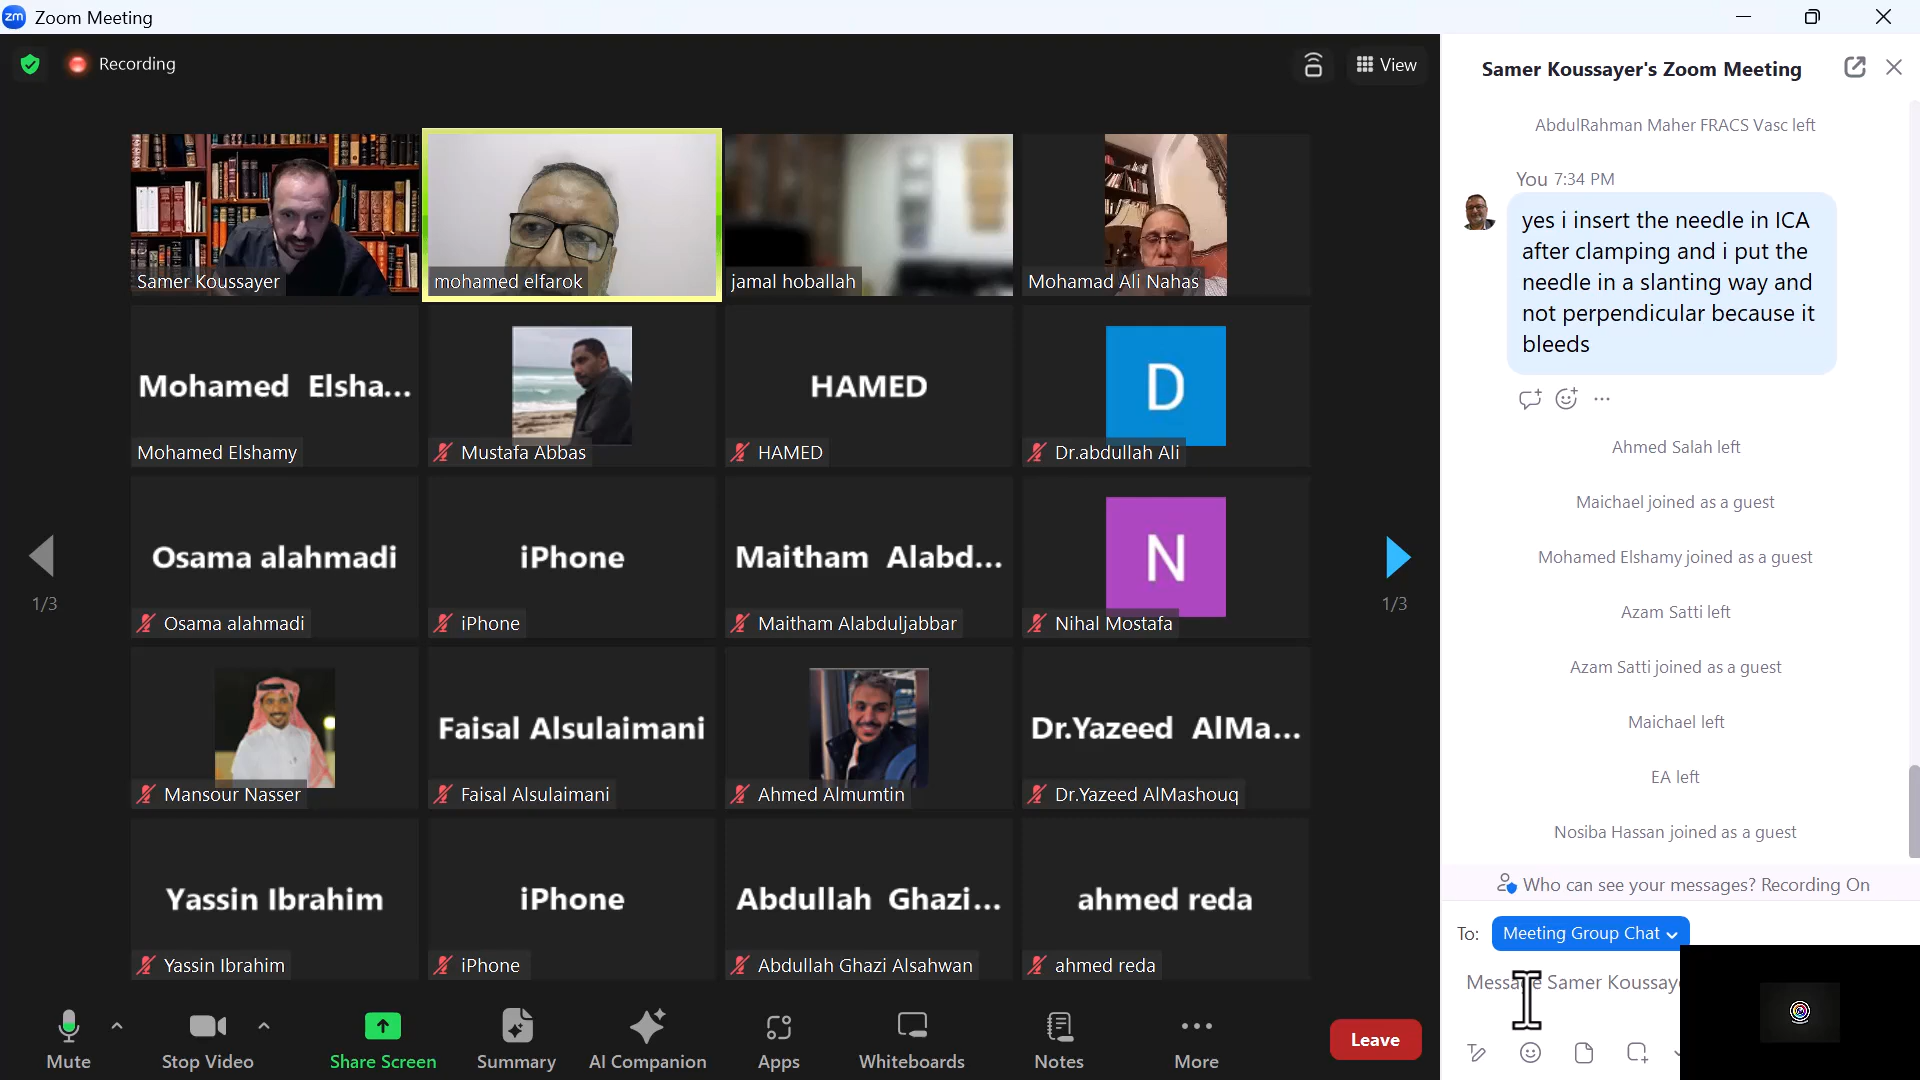 zm Zoom Meeting
Recording
View
Samer Koussayer's Zoom Meeting
AbdulRahman Maher FRACS Vasc left
You 7:34 PM
yes i insert the needle in ICA
after clamping and i put the
needle in a slanting way and
not perpendicular because it
bleeds
Ahmed Salah left
Maichael joined as a guest
Mohamed Elshamy joined as a guest
Azam Satti left
Azam Satti joined as a guest
Maichael left
EA left
Nosiba Hassan joined as a guest
Who can see your messages? Recording On
To: Meeting Group Chat
Message Samer Koussay
Samer Koussayer
mohamed elfarok
jamal hoballah
Mohamad Ali Nahas
Mohamed Elsha...
Mohamed Elshamy
Mustafa Abbas
HAMED
HAMED
D
Dr.abdullah Ali
Osama alahmadi
Osama alahmadi
iPhone
iPhone
Maitham Alabd...
Maitham Alabduljabbar
N
Nihal Mostafa
1/3
1/3
Mansour Nasser
Faisal Alsulaimani
Faisal Alsulaimani
Ahmed Almumtin
Dr.Yazeed AlMa...
Dr.Yazeed AlMashouq
Yassin Ibrahim
Yassin Ibrahim
iPhone
iPhone
Abdullah Ghazi...
Abdullah Ghazi Alsahwan
ahmed reda
ahmed reda
Mute
Stop Video
Share Screen
Summary
AI Companion
Apps
Whiteboards
Notes
More
Leave